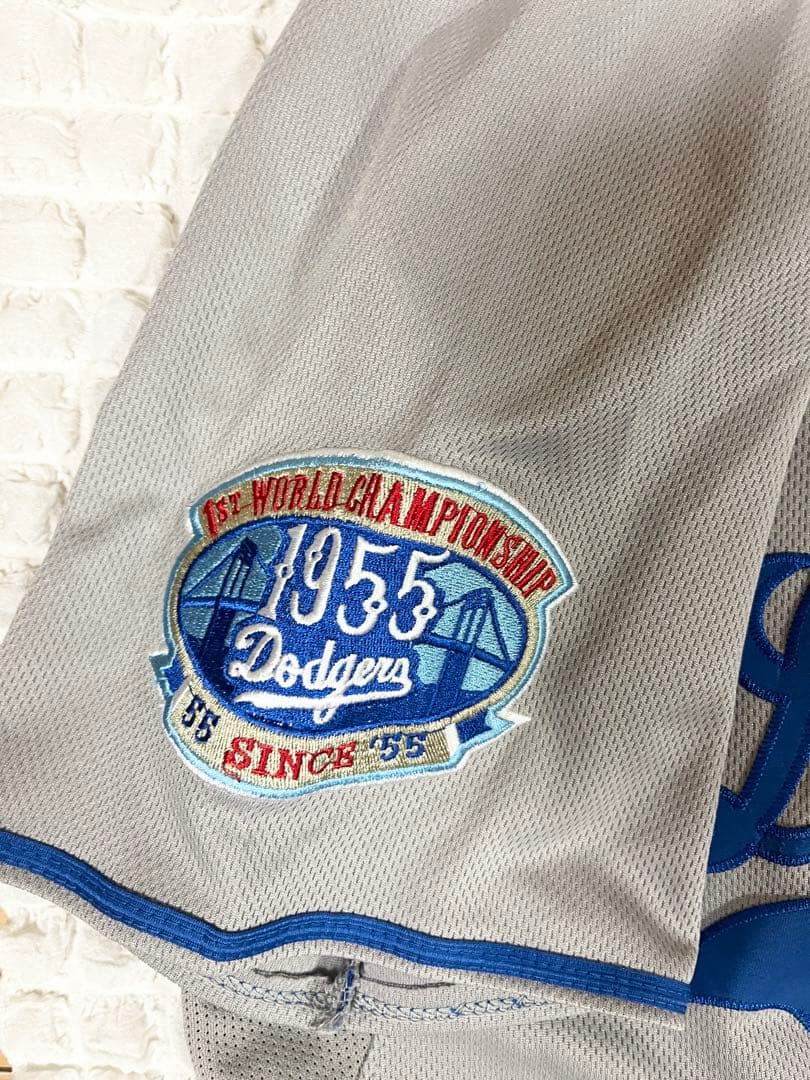 1ST WORLD CHAMPIONSHIP
1955
Dodgers
55 SINCE '55